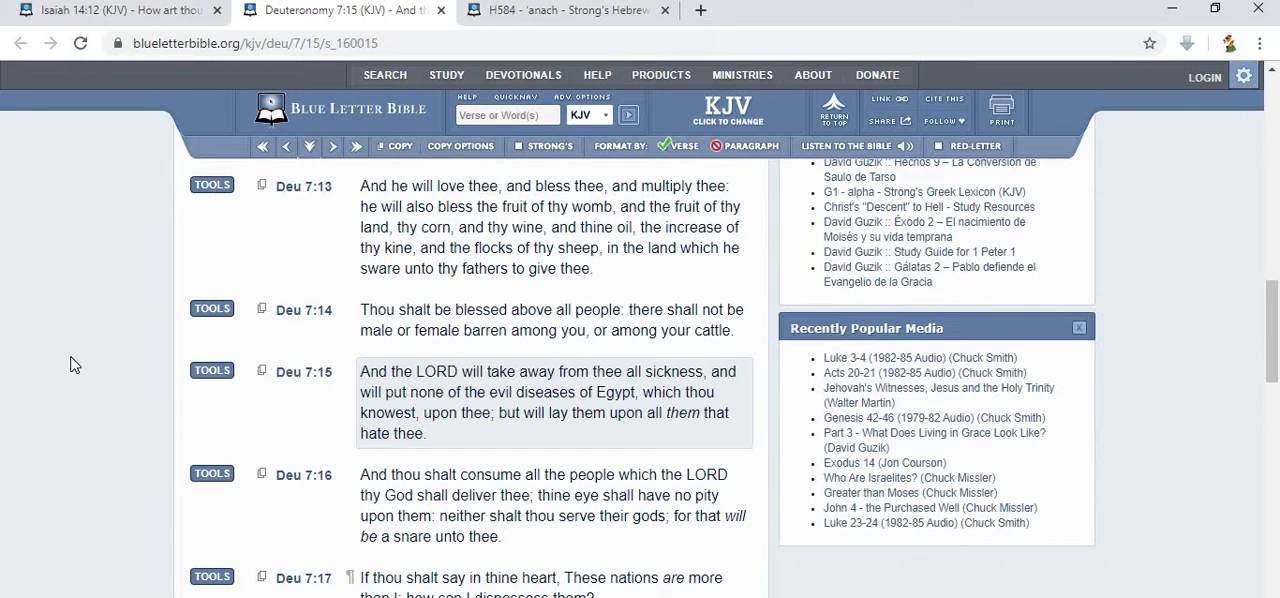 Isaiah 14:12 (KJV) - How art thou
Deuteronomy 7:15 (KJV) - And th
H584 - 'anach - Strong's Hebrew
blueletterbible.org/kjv/deu/7/15/s_160015
SEARCH STUDY DEVOTIONALS HELP PRODUCTS MINISTRIES ABOUT DONATE LOGIN
BLUE LETTER BIBLE
HELP QUICKNAV ADV. OPTIONS
Verse or Word(s) KJV
KJV
CLICK TO CHANGE
RETURN
TO TOP
LINK CITE THIS
SHARE FOLLOW
PRINT
COPY COPY OPTIONS STRONG'S FORMAT BY: VERSE PARAGRAPH LISTEN TO THE BIBLE RED-LETTER
TOOLS Deu 7:13 And he will love thee, and bless thee, and multiply thee:
he will also bless the fruit of thy womb, and the fruit of thy
land, thy corn, and thy wine, and thine oil, the increase of
thy kine, and the flocks of thy sheep, in the land which he
sware unto thy fathers to give thee.
TOOLS Deu 7:14 Thou shalt be blessed above all people: there shall not be
male or female barren among you, or among your cattle.
TOOLS Deu 7:15 And the LORD will take away from thee all sickness, and
will put none of the evil diseases of Egypt, which thou
knowest, upon thee; but will lay them upon all them that
hate thee.
TOOLS Deu 7:16 And thou shalt consume all the people which the LORD
thy God shall deliver thee; thine eye shall have no pity
upon them: neither shalt thou serve their gods; for that will
be a snare unto thee.
TOOLS Deu 7:17 ¶ If thou shalt say in thine heart, These nations are more
than I; how can I dispossess them?
David Guzik :: Hechos 9 – La Conversión de
Saulo de Tarso
G1 - alpha - Strong's Greek Lexicon (KJV)
Christ's "Descent" to Hell - Study Resources
David Guzik :: Éxodo 2 – El nacimiento de
Moisés y su vida temprana
David Guzik :: Study Guide for 1 Peter 1
David Guzik :: Gálatas 2 – Pablo defiende el
Evangelio de la Gracia
Recently Popular Media X
Luke 3-4 (1982-85 Audio) (Chuck Smith)
Acts 20-21 (1982-85 Audio) (Chuck Smith)
Jehovah's Witnesses, Jesus and the Holy Trinity
(Walter Martin)
Genesis 42-46 (1979-82 Audio) (Chuck Smith)
Part 3 - What Does Living in Grace Look Like?
(David Guzik)
Exodus 14 (Jon Courson)
Who Are Israelites? (Chuck Missler)
Greater than Moses (Chuck Missler)
John 4 - the Purchased Well (Chuck Missler)
Luke 23-24 (1982-85 Audio) (Chuck Smith)